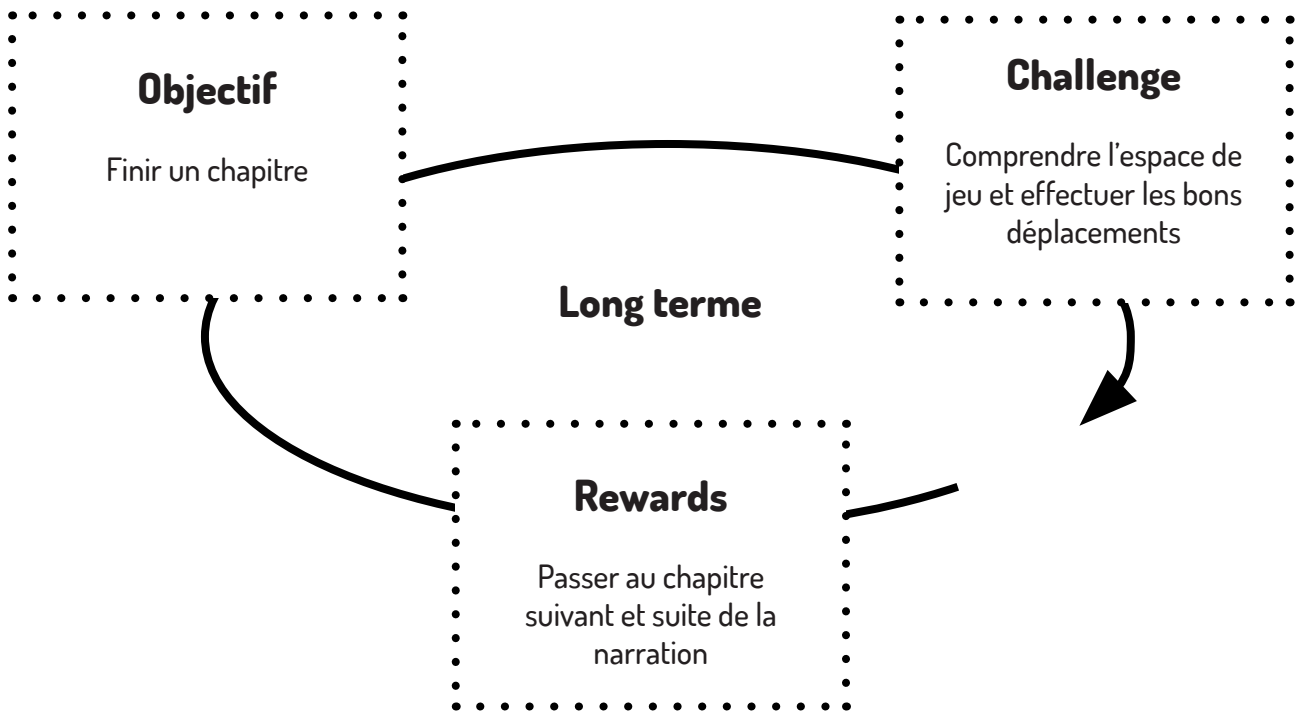 Objectif
Finir un chapitre
Challenge
Comprendre l'espace de
jeu et effectuer les bons
déplacements
Long terme
Rewards
Passer au chapitre
suivant et suite de la
narration